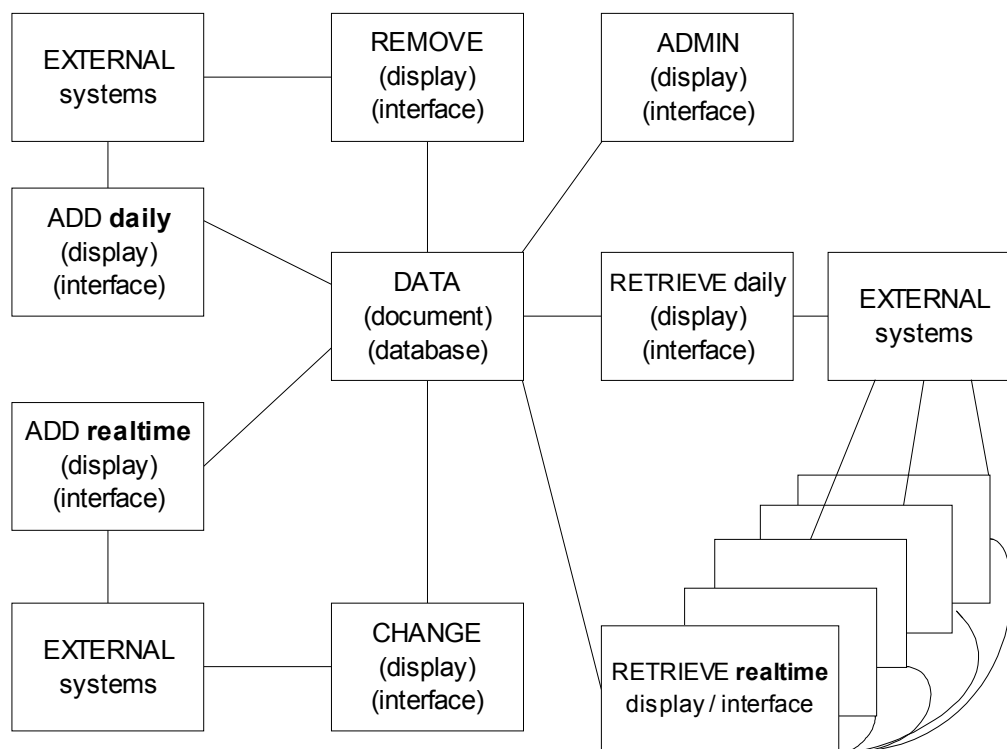 EXTERNAL
systems
REMOVE
(display)
(interface)
ADMIN
(display)
(interface)
ADD daily
(display)
(interface)
DATA
(document)
(database)
RETRIEVE daily
(display)
(interface)
EXTERNAL
systems
ADD realtime
(display)
(interface)
EXTERNAL
systems
CHANGE
(display)
(interface)
RETRIEVE realtime
display / interface